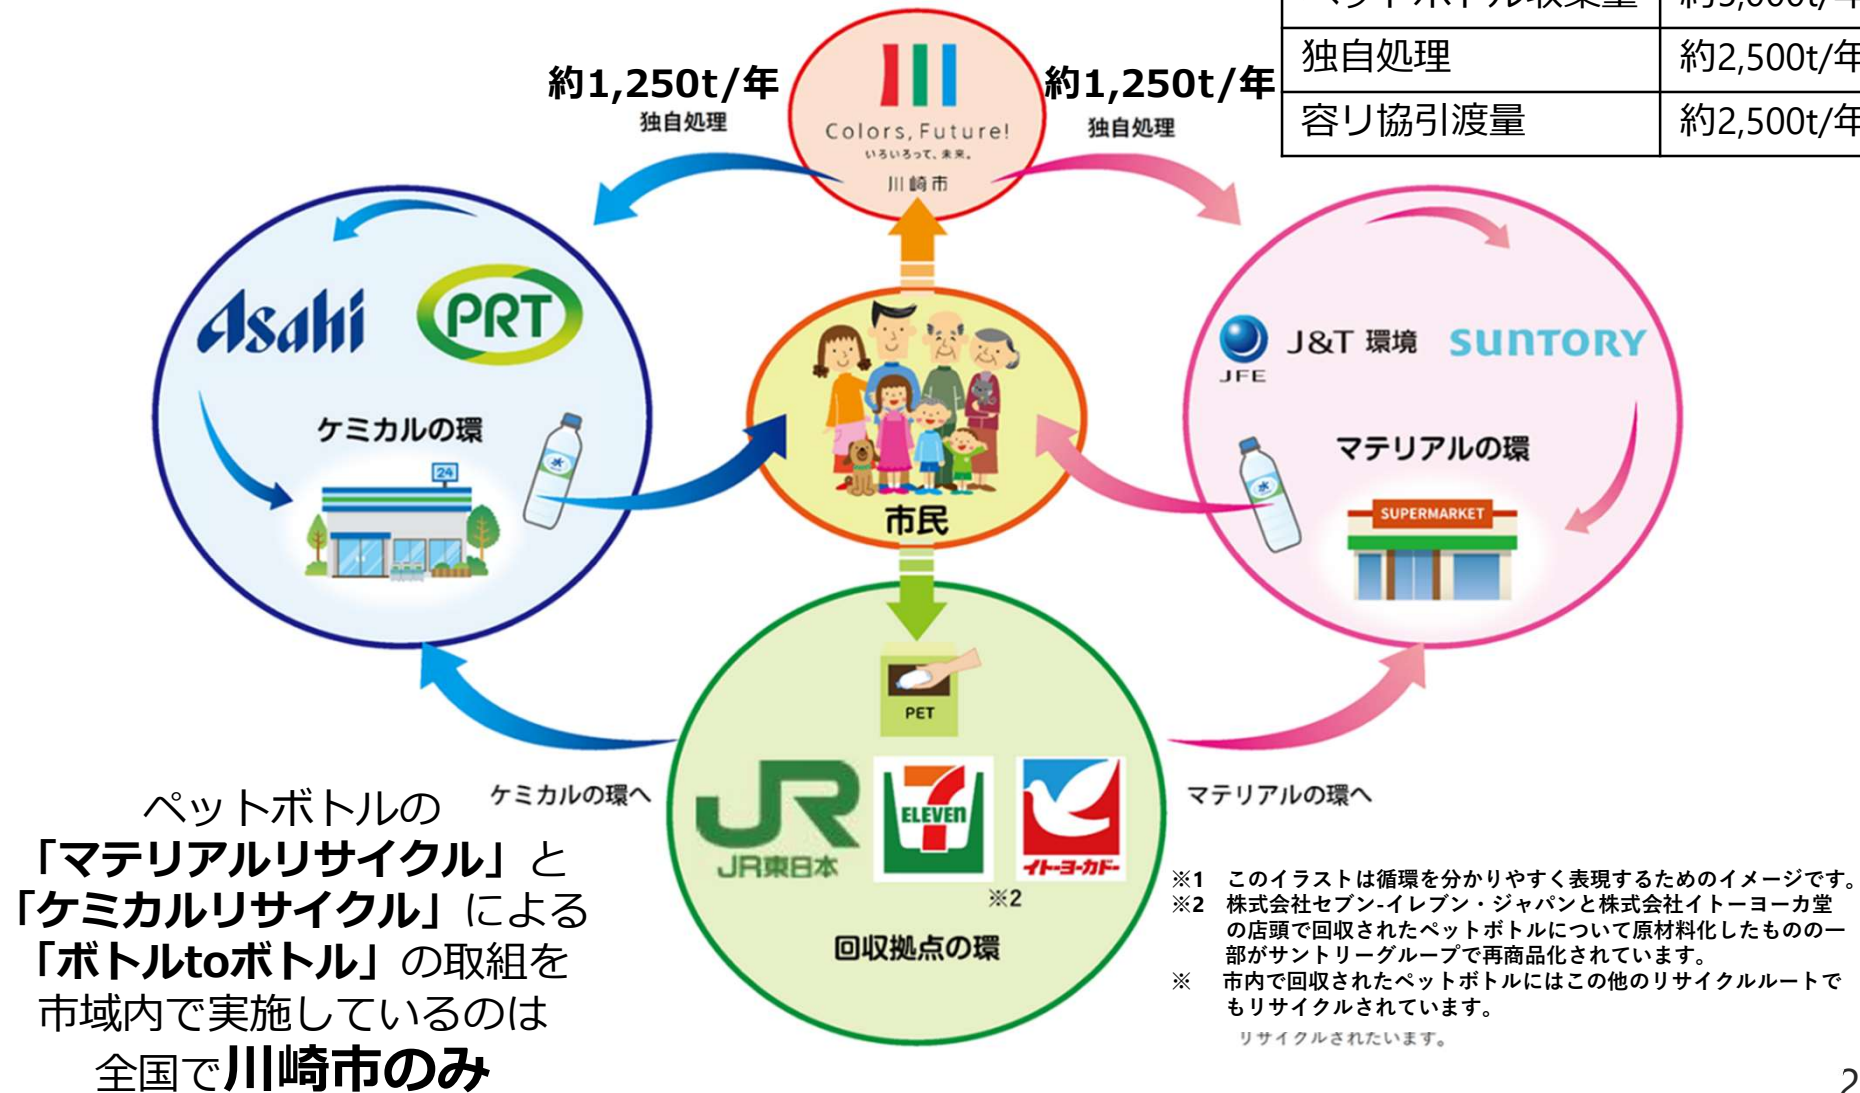 約1,250t/年
独自処理
Colors, Future!
いろいろって、未来。
川崎市
約1,250t/年
独自処理
独自処理 約2,500t/年
容リ協引渡量 約2,500t/年
Asahi
PRT
ケミカルの環
24
市民
JFE
J&T 環境
SUNTORY
マテリアルの環
SUPERMARKET
PET
ケミカルの環へ
マテリアルの環へ
JR東日本
7
ELEVEn
イトーヨーカドー
※2
回収拠点の環
ペットボトルの
「マテリアルリサイクル」と
「ケミカルリサイクル」による
「ボトルtoボトル」の取組を
市域内で実施しているのは
全国で川崎市のみ
※1 このイラストは循環を分かりやすく表現するためのイメージです。
※2 株式会社セブン-イレブン・ジャパンと株式会社イトーヨーカ堂
の店頭で回収されたペットボトルについて原材料化したものの一
部がサントリーグループで再商品化されています。
※ 市内で回収されたペットボトルにはこの他のリサイクルルートで
もリサイクルされています。
リサイクルされたいます。